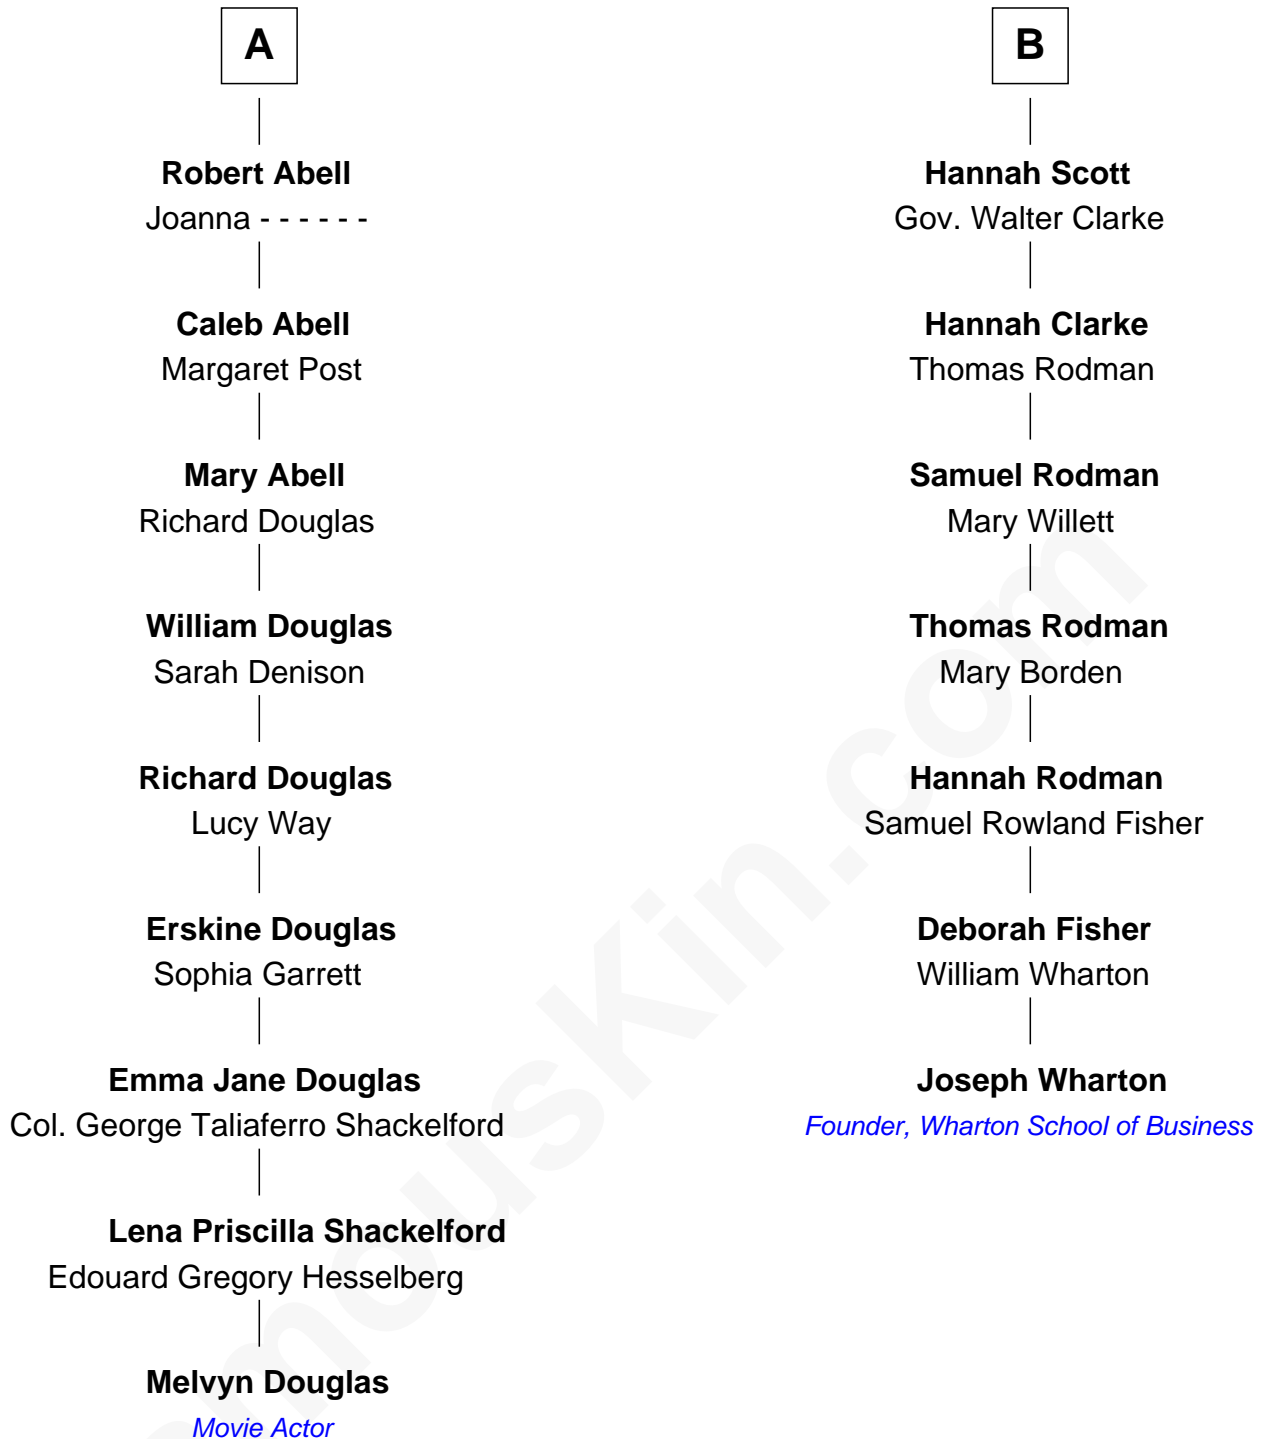 A
Robert Abell
Joanna - - - - - -
Caleb Abell
Margaret Post
Mary Abell
Richard Douglas
William Douglas
Sarah Denison
Richard Douglas
Lucy Way
Erskine Douglas
Sophia Garrett
Emma Jane Douglas
Col. George Taliaferro Shackelford
Lena Priscilla Shackelford
Edouard Gregory Hesselberg
Melvyn Douglas
Movie Actor
B
Hannah Scott
Gov. Walter Clarke
Hannah Clarke
Thomas Rodman
Samuel Rodman
Mary Willett
Thomas Rodman
Mary Borden
Hannah Rodman
Samuel Rowland Fisher
Deborah Fisher
William Wharton
Joseph Wharton
Founder, Wharton School of Business
mousKin.com